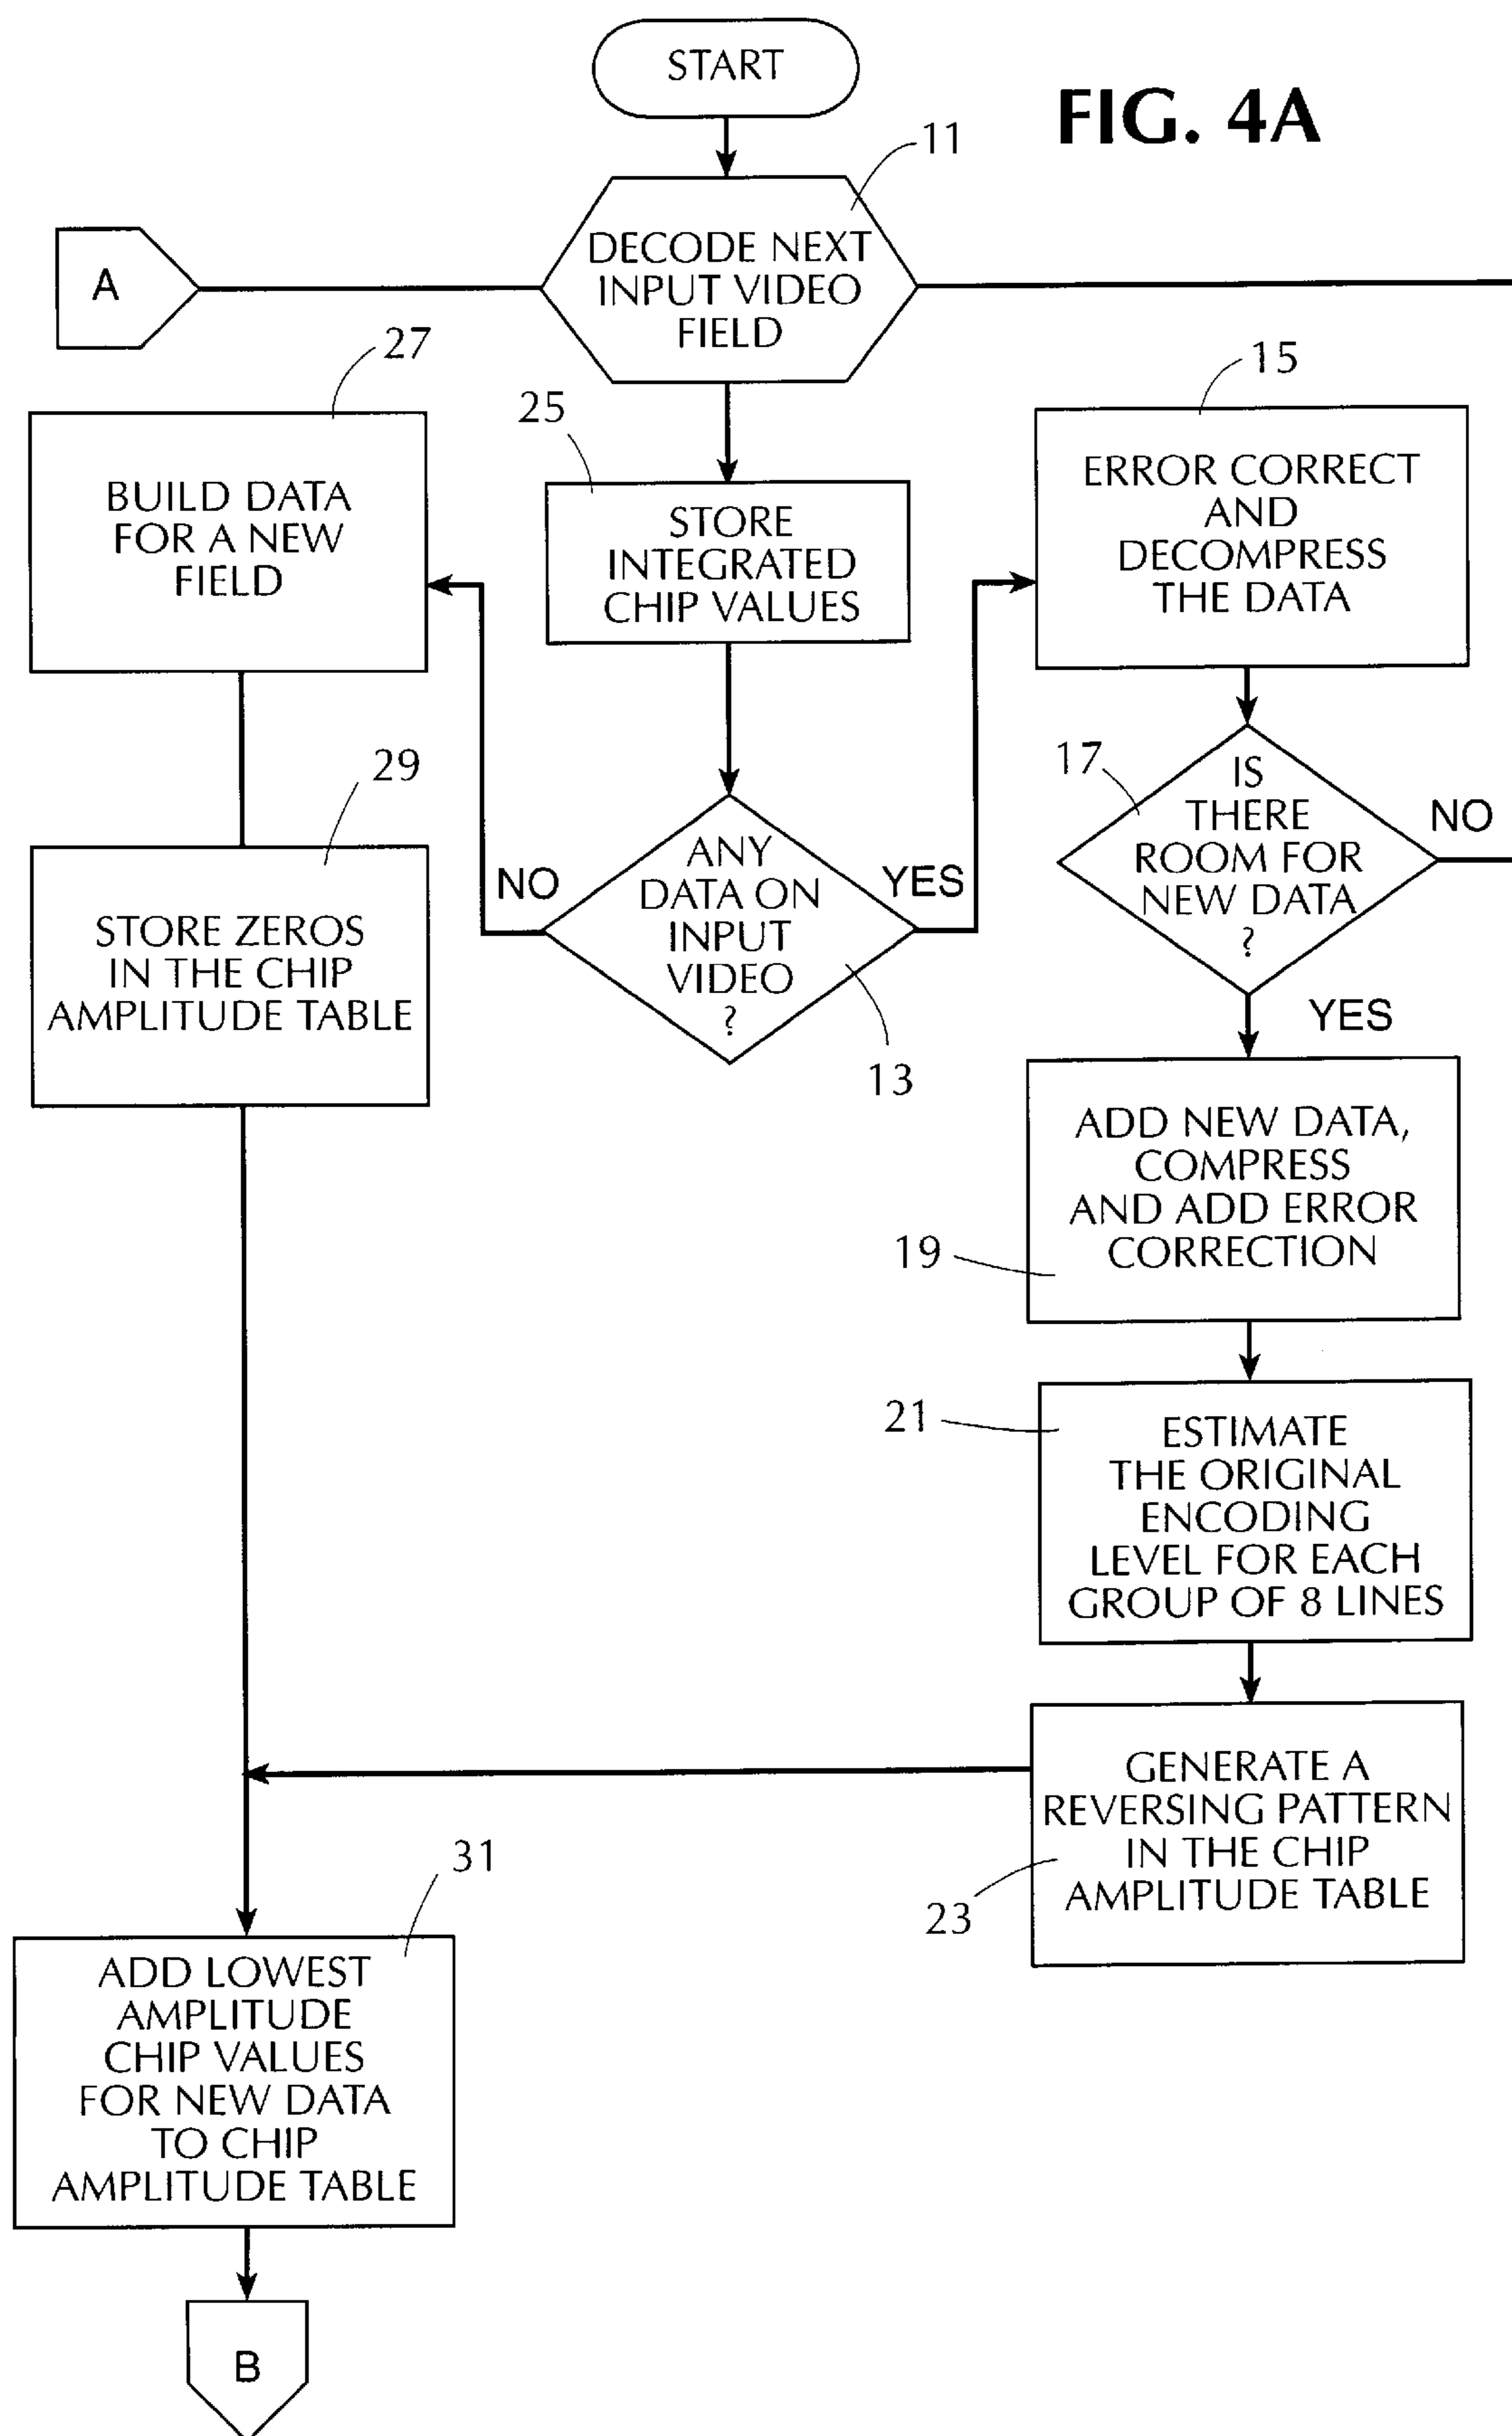 START
FIG. 4A
11
DECODE NEXT
INPUT VIDEO
FIELD
A
27
BUILD DATA
FOR A NEW
FIELD
25
STORE
INTEGRATED
CHIP VALUES
15
ERROR CORRECT
AND
DECOMPRESS
THE DATA
29
STORE ZEROS
IN THE CHIP
AMPLITUDE TABLE
NO
ANY
DATA ON
INPUT
VIDEO
?
YES
13
17
IS
THERE
ROOM FOR
NEW DATA
?
NO
YES
ADD NEW DATA,
COMPRESS
AND ADD ERROR
CORRECTION
19
21
ESTIMATE
THE ORIGINAL
ENCODING
LEVEL FOR EACH
GROUP OF 8 LINES
GENERATE A
REVERSING PATTERN
IN THE CHIP
AMPLITUDE TABLE
23
31
ADD LOWEST
AMPLITUDE
CHIP VALUES
FOR NEW DATA
TO CHIP
AMPLITUDE TABLE
B